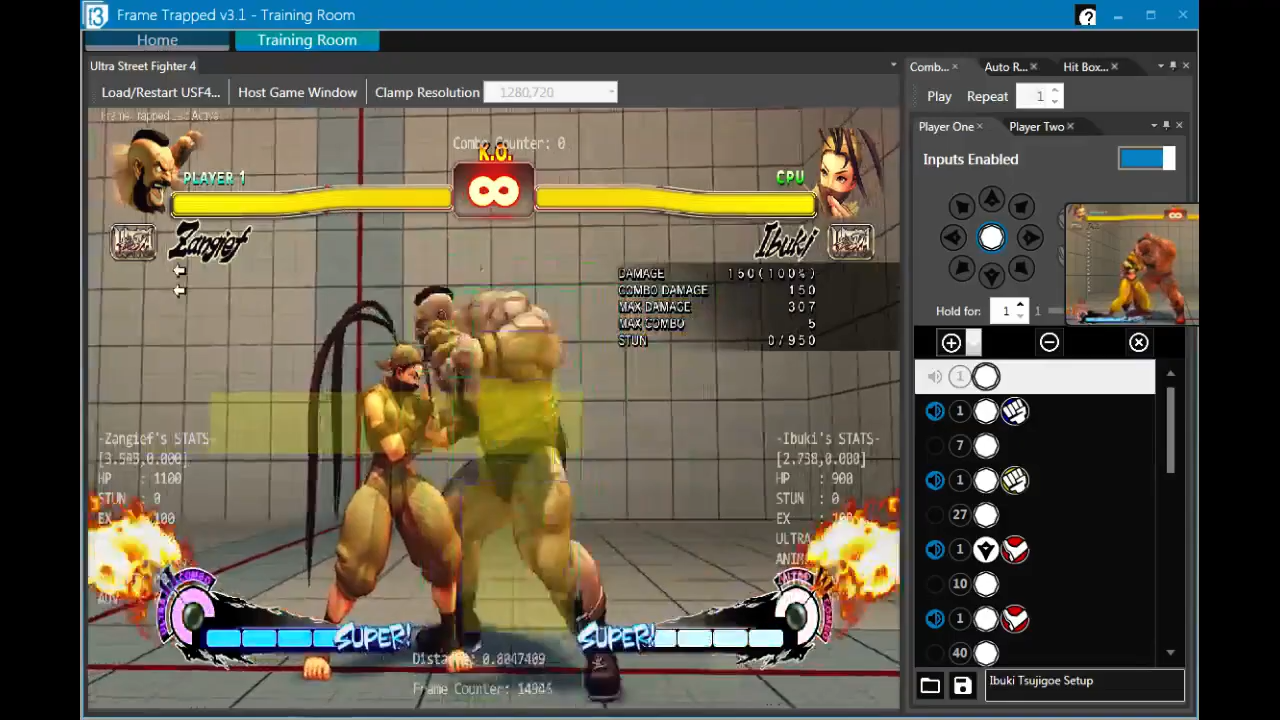 Frame Trapped v3.1 - Training Room
Home
Training Room
Ultra Street Fighter 4
Load/Restart USF4...
Host Game Window
Clamp Resolution
1280,720
Combo Counter: 0
K.O.
PLAYER 1
CPU
Zangief
Ibuki
DAMAGE 150(100%)
COMBO DAMAGE 150
MAX DAMAGE 307
MAX COMBO 5
STUN 0/950
-Zangief's STATS-
HP : 1100
STUN : 0
EX : 100
-Ibuki's STATS-
[2.738,0.000]
HP : 900
STUN : 0
EX
ULTRA
SUPER!
SUPER!
Distance: 0.8047409
Frame Counter: 14946
Comb...
Auto R...
Hit Box...
Play
Repeat
1
Player One
Player Two
Inputs Enabled
Hold for:
1
1
1
1
7
1
27
1
10
1
40
Ibuki Tsujigoe Setup